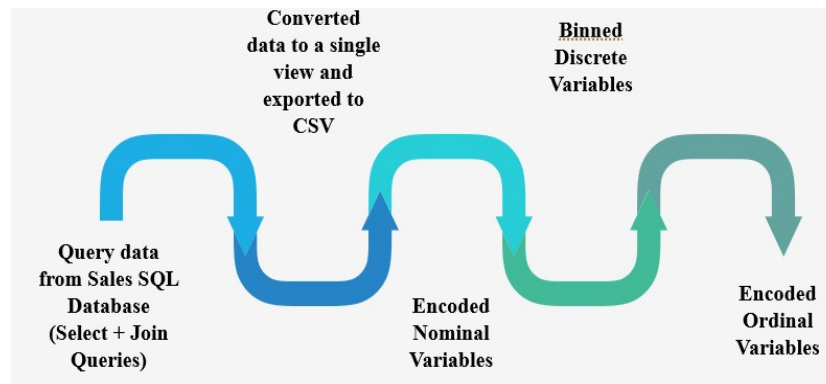 Query data
from Sales SQL
Database
(Select + Join
Queries)
Converted
data to a single
view and
exported to
CSV
Encoded
Nominal
Variables
Binned
Discrete
Variables
Encoded
Ordinal
Variables